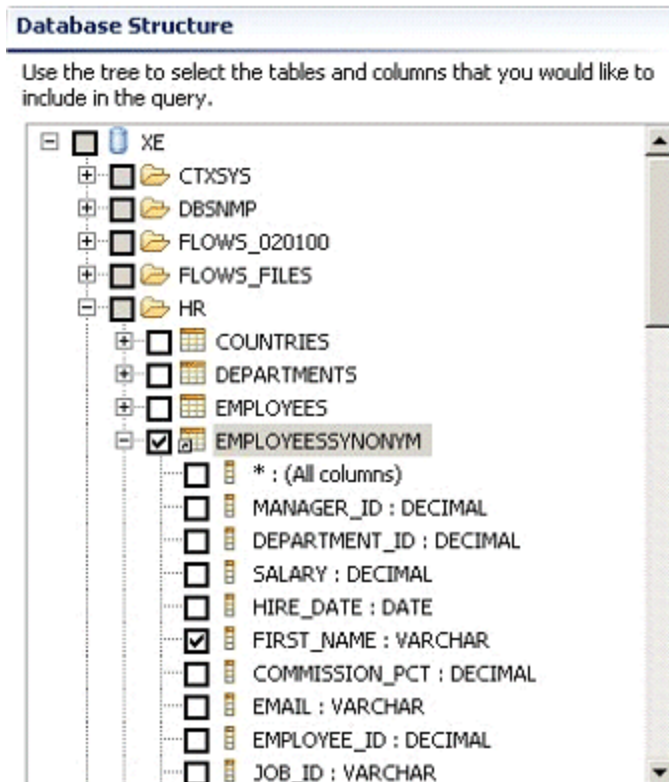 Database Structure
Use the tree to select the tables and columns that you would like to
include in the query.
XE
CTXSYS
DBSNMP
FLOWS_020100
FLOWS_FILES
HR
COUNTRIES
DEPARTMENTS
EMPLOYEES
EMPLOYEESSYNONYM
* : (All columns)
MANAGER_ID : DECIMAL
DEPARTMENT_ID : DECIMAL
SALARY : DECIMAL
HIRE_DATE : DATE
FIRST_NAME : VARCHAR
COMMISSION_PCT : DECIMAL
EMAIL : VARCHAR
EMPLOYEE_ID : DECIMAL
JOB_ID : VARCHAR